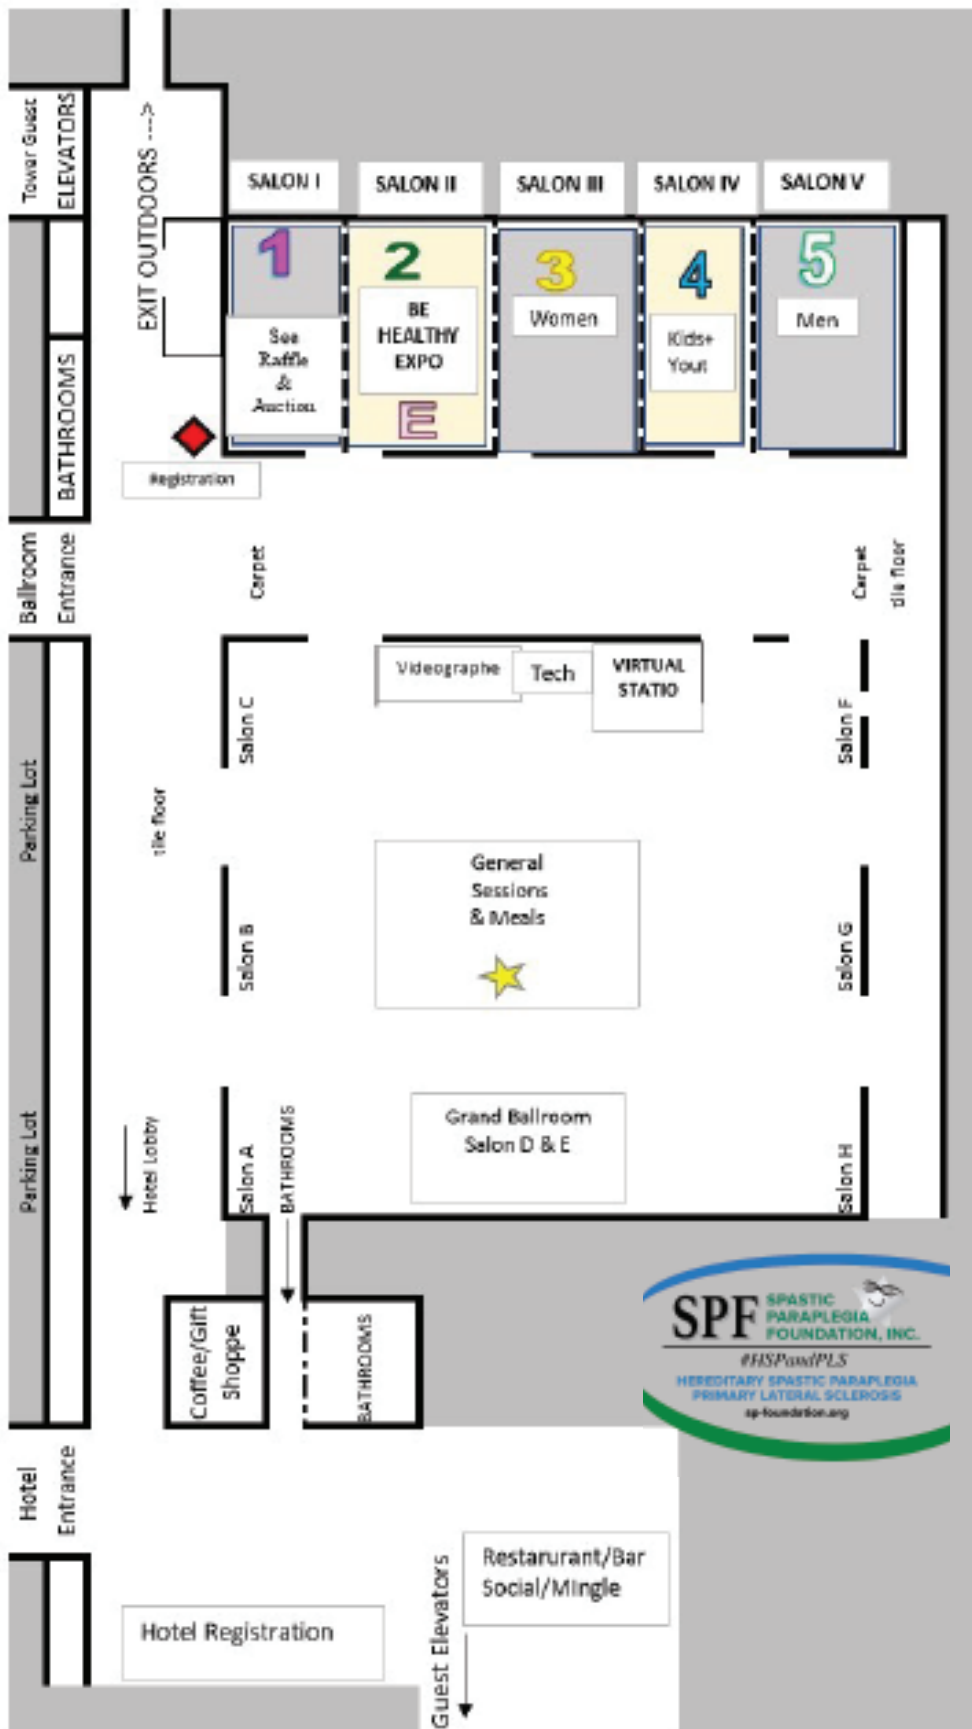 Tower Guest
ELEVATORS
EXIT OUTDOORS --->
SALON I
SALON II
SALON III
SALON IV
SALON V
1
2
3
4
5
See
Raffle
&
Auction
BE
HEALTHY
EXPO
E
Women
Kids+
Yout
Men
BATHROOMS
Registration
Ballroom
Entrance
Carpet
Carpet
tile floor
Videographe
Tech
VIRTUAL
STATIO
Salon C
Salon F
Parking Lot
tile floor
General
Sessions
& Meals
Salon B
Salon G
Parking Lot
Hotel Lobby
Salon A
BATHROOMS
Grand Ballroom
Salon D & E
Salon H
Coffee/Gift
Shoppe
BATHROOMS
SPF
SPASTIC
PARAPLEGIA
FOUNDATION, INC.
#HSPandPLS
HEREDITARY SPASTIC PARAPLEGIA
PRIMARY LATERAL SCLEROSIS
sp-foundation.org
Hotel
Entrance
Restarurant/Bar
Social/Mingle
Hotel Registration
Guest Elevators